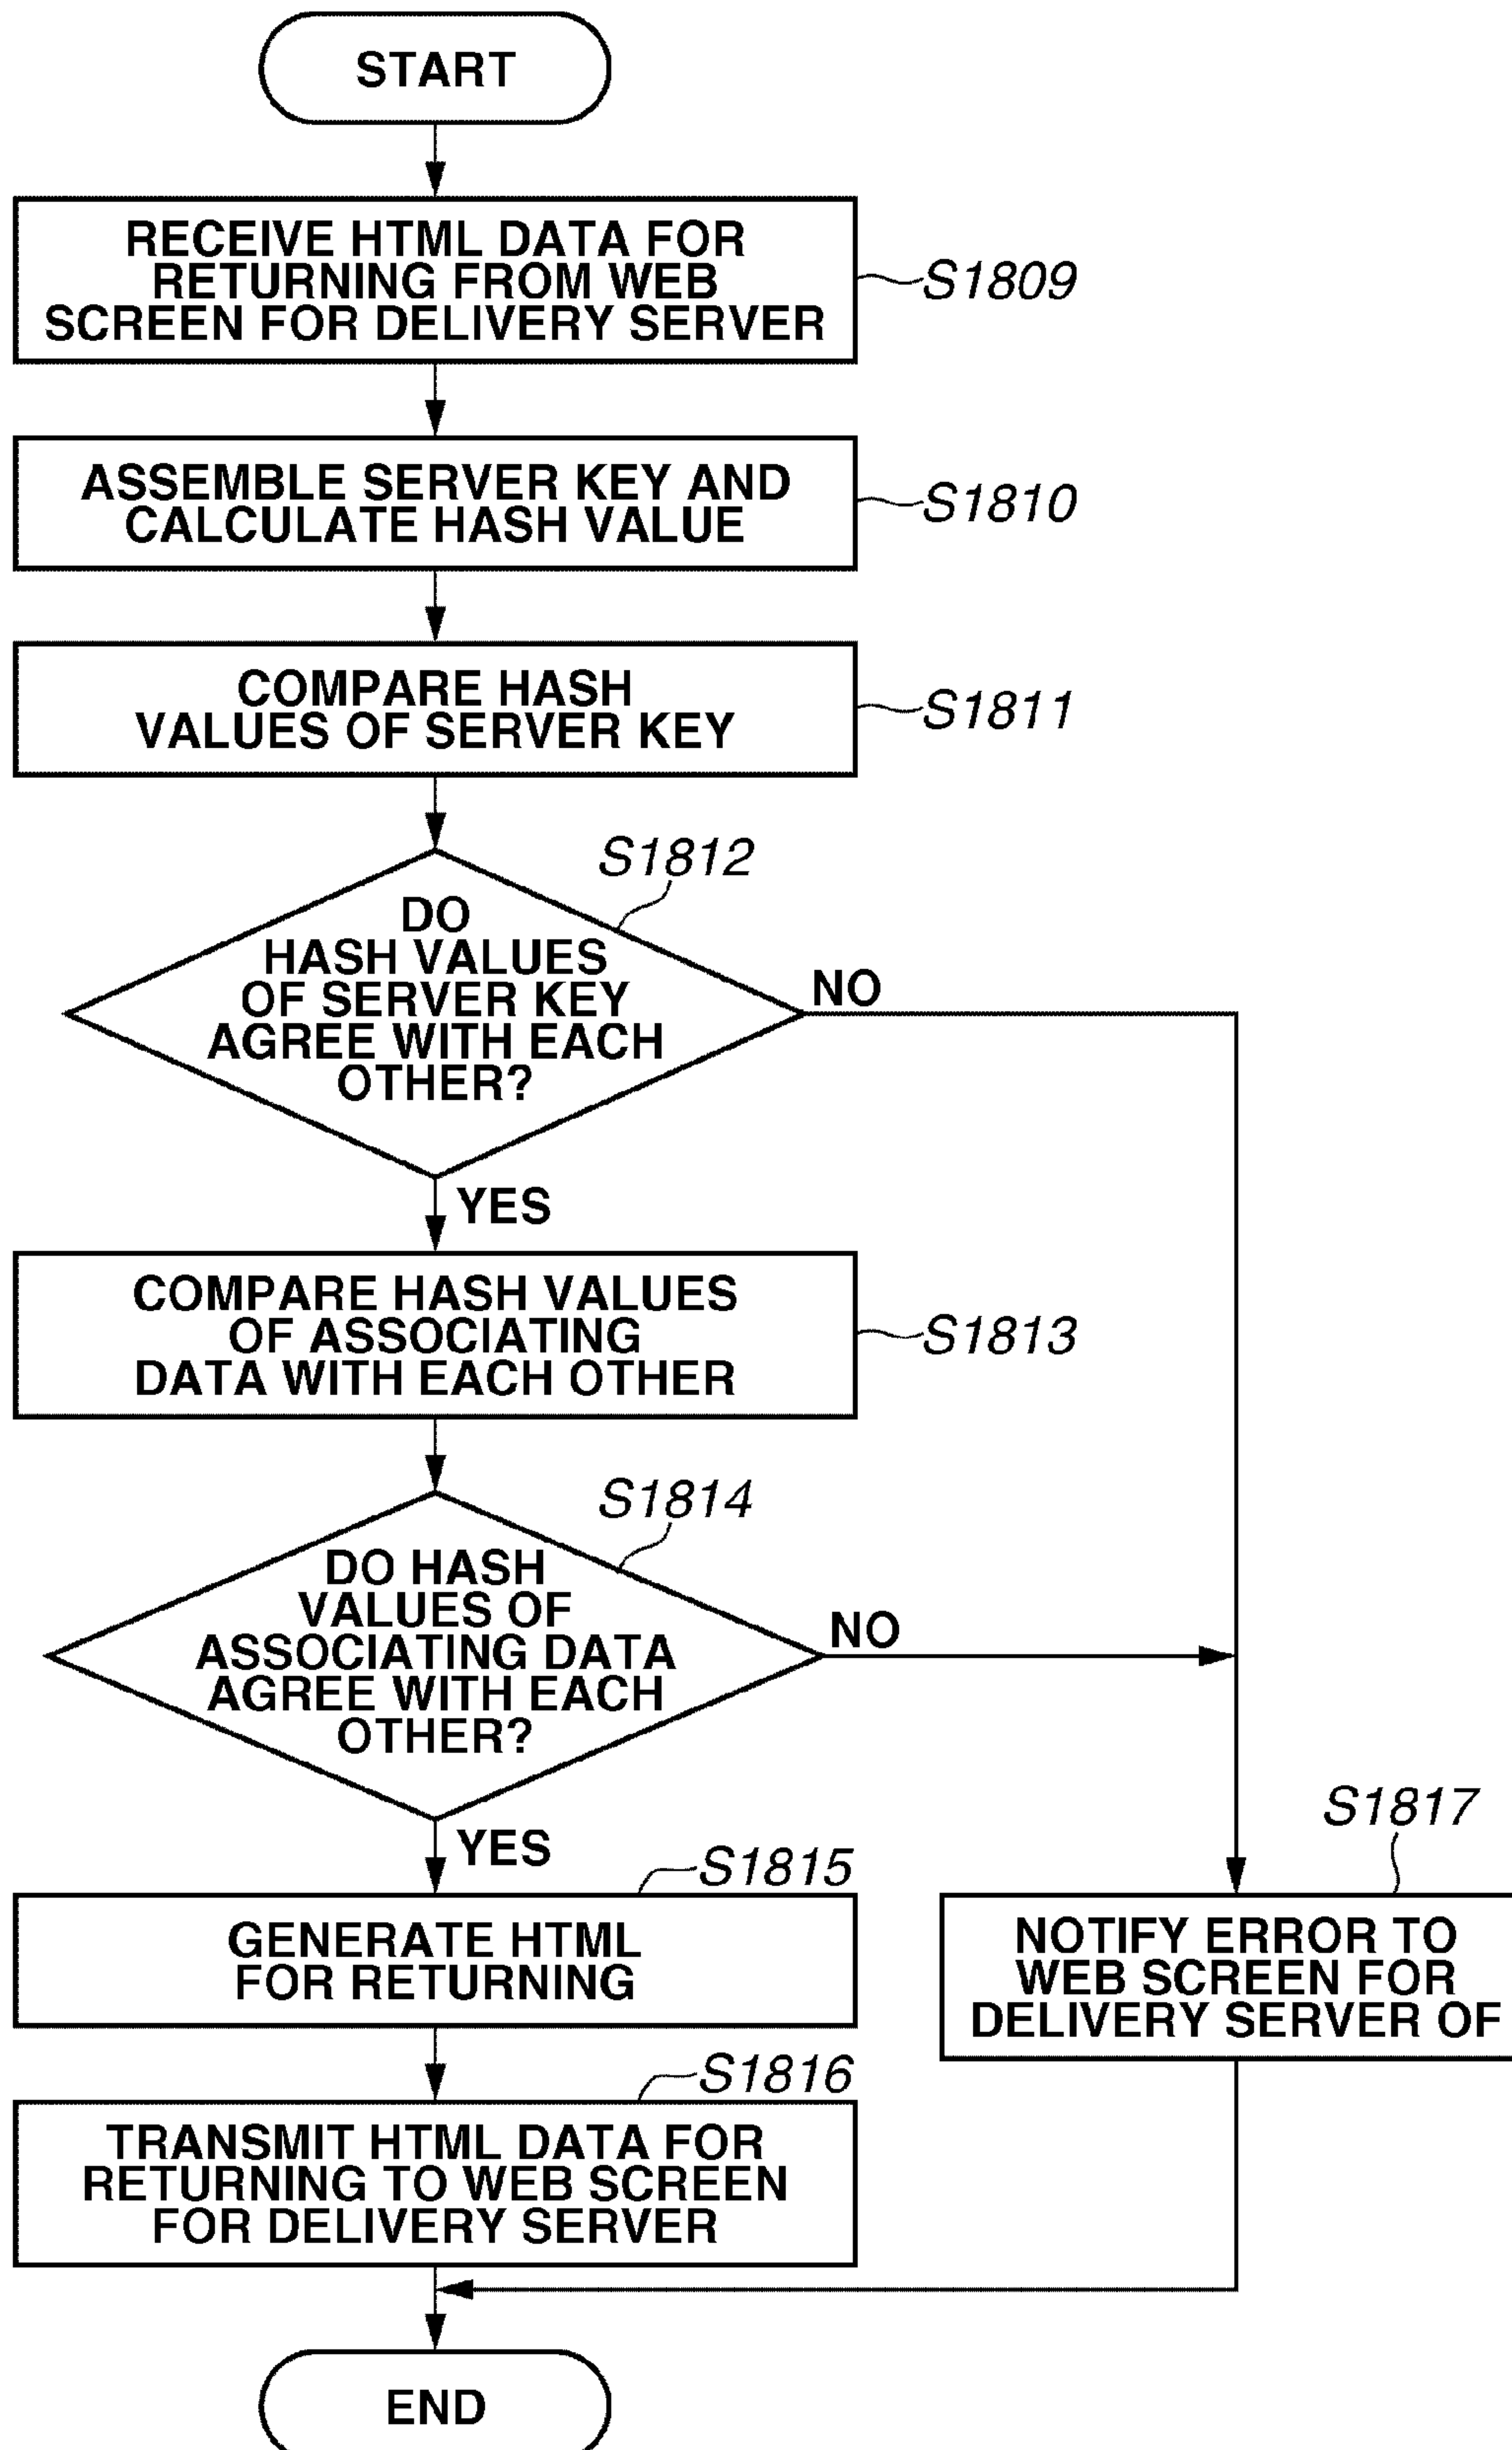 START
RECEIVE HTML DATA FOR
RETURNING FROM WEB
SCREEN FOR DELIVERY SERVER
S1809
ASSEMBLE SERVER KEY AND
CALCULATE HASH VALUE
S1810
COMPARE HASH
VALUES OF SERVER KEY
S1811
S1812
DO
HASH VALUES
OF SERVER KEY
AGREE WITH EACH
OTHER?
NO
YES
COMPARE HASH VALUES
OF ASSOCIATING
DATA WITH EACH OTHER
S1813
S1814
DO HASH
VALUES OF
ASSOCIATING DATA
AGREE WITH EACH
OTHER?
NO
YES
S1815
GENERATE HTML
FOR RETURNING
S1817
NOTIFY ERROR TO
WEB SCREEN FOR
DELIVERY SERVER OF
S1816
TRANSMIT HTML DATA FOR
RETURNING TO WEB SCREEN
FOR DELIVERY SERVER
END